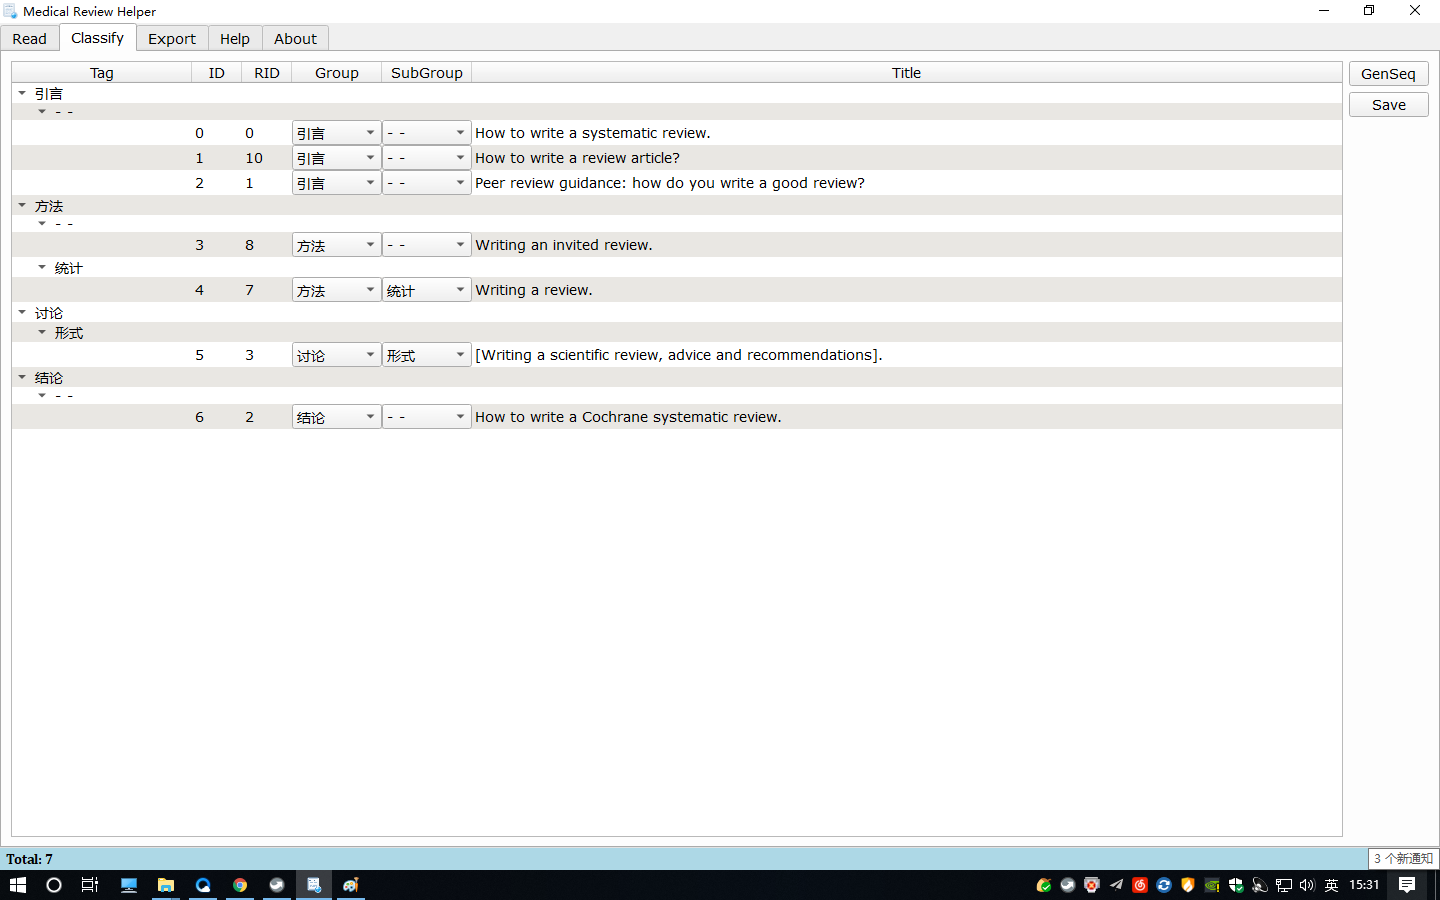 Medical Review Helper
Read Classify Export Help About
Tag ID RID Group SubGroup Title GenSeq
引言
Save
- -
0 0 引言 - - How to write a systematic review.
1 10 引言 - - How to write a review article?
2 1 引言 - - Peer review guidance: how do you write a good review?
方法
- -
3 8 方法 - - Writing an invited review.
统计
4 7 方法 统计 Writing a review.
讨论
形式
5 3 讨论 形式 [Writing a scientific review, advice and recommendations].
结论
- -
6 2 结论 - - How to write a Cochrane systematic review.
Total: 7 3 个新通知
英 15:31